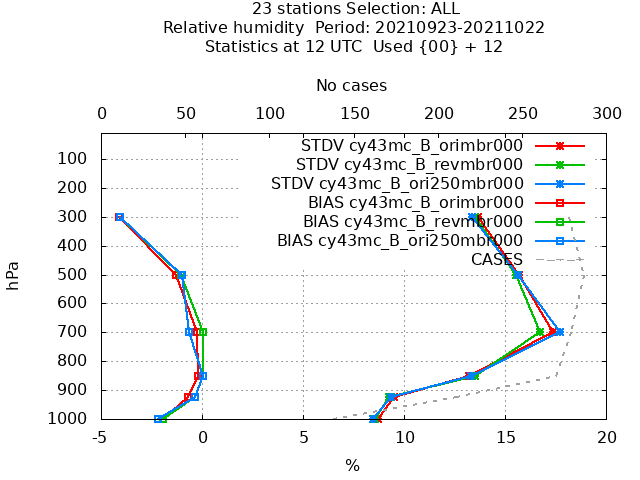 23 stations Selection: ALL
Relative humidity  Period: 20210923-20211022
Statistics at 12 UTC  Used {00} + 12
No cases
0 50 100 150 200 250 300
STDV cy43mc_B_orimbr000
STDV cy43mc_B_revmbr000
STDV cy43mc_B_ori250mbr000
BIAS cy43mc_B_orimbr000
BIAS cy43mc_B_revmbr000
BIAS cy43mc_B_ori250mbr000
CASES
hPa
100
200
300
400
500
600
700
800
900
1000
-5 0 5 10 15 20
%